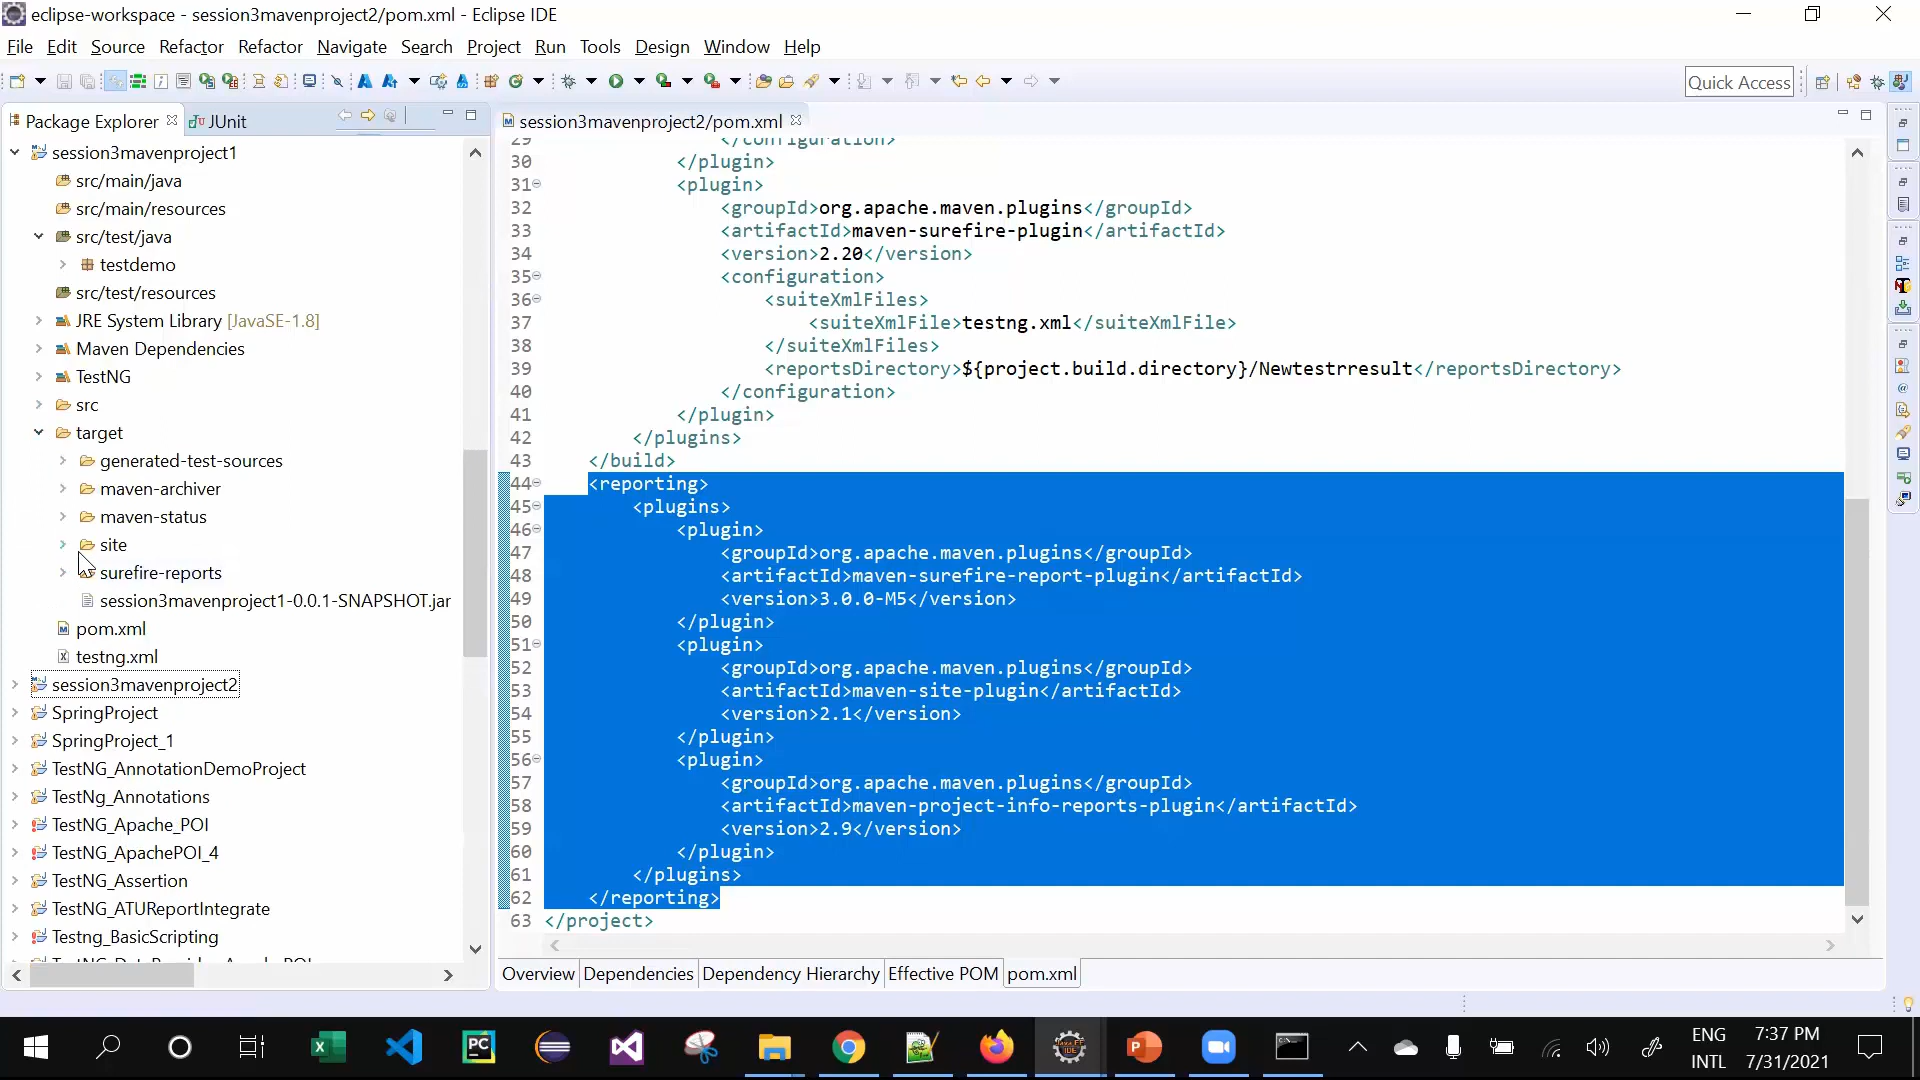 eclipse-workspace - session3mavenproject2/pom.xml - Eclipse IDE
File Edit Source Refactor Refactor Navigate Search Project Run Tools Design Window Help
Quick Access
Package Explorer
JUnit
session3mavenproject2/pom.xml
session3mavenproject1
src/main/java
src/main/resources
src/test/java
testdemo
src/test/resources
JRE System Library [JavaSE-1.8]
Maven Dependencies
TestNG
src
target
generated-test-sources
maven-archiver
maven-status
site
surefire-reports
session3mavenproject1-0.0.1-SNAPSHOT.jar
pom.xml
testng.xml
session3mavenproject2
SpringProject
SpringProject_1
TestNG_AnnotationDemoProject
TestNg_Annotations
TestNG_Apache_POI
TestNG_ApachePOI_4
TestNG_Assertion
TestNG_ATUReportIntegrate
Testng_BasicScripting
29 </configuration>
30 </plugin>
31 <plugin>
32 <groupId>org.apache.maven.plugins</groupId>
33 <artifactId>maven-surefire-plugin</artifactId>
34 <version>2.20</version>
35 <configuration>
36 <suiteXmlFiles>
37 <suiteXmlFile>testng.xml</suiteXmlFile>
38 </suiteXmlFiles>
39 <reportsDirectory>${project.build.directory}/Newtestrresult</reportsDirectory>
40 </configuration>
41 </plugin>
42 </plugins>
43 </build>
44 <reporting>
45 <plugins>
46 <plugin>
47 <groupId>org.apache.maven.plugins</groupId>
48 <artifactId>maven-surefire-report-plugin</artifactId>
49 <version>3.0.0-M5</version>
50 </plugin>
51 <plugin>
52 <groupId>org.apache.maven.plugins</groupId>
53 <artifactId>maven-site-plugin</artifactId>
54 <version>2.1</version>
55 </plugin>
56 <plugin>
57 <groupId>org.apache.maven.plugins</groupId>
58 <artifactId>maven-project-info-reports-plugin</artifactId>
59 <version>2.9</version>
60 </plugin>
61 </plugins>
62 </reporting>
63 </project>
Overview Dependencies Dependency Hierarchy Effective POM pom.xml
ENG
INTL
7:37 PM
7/31/2021